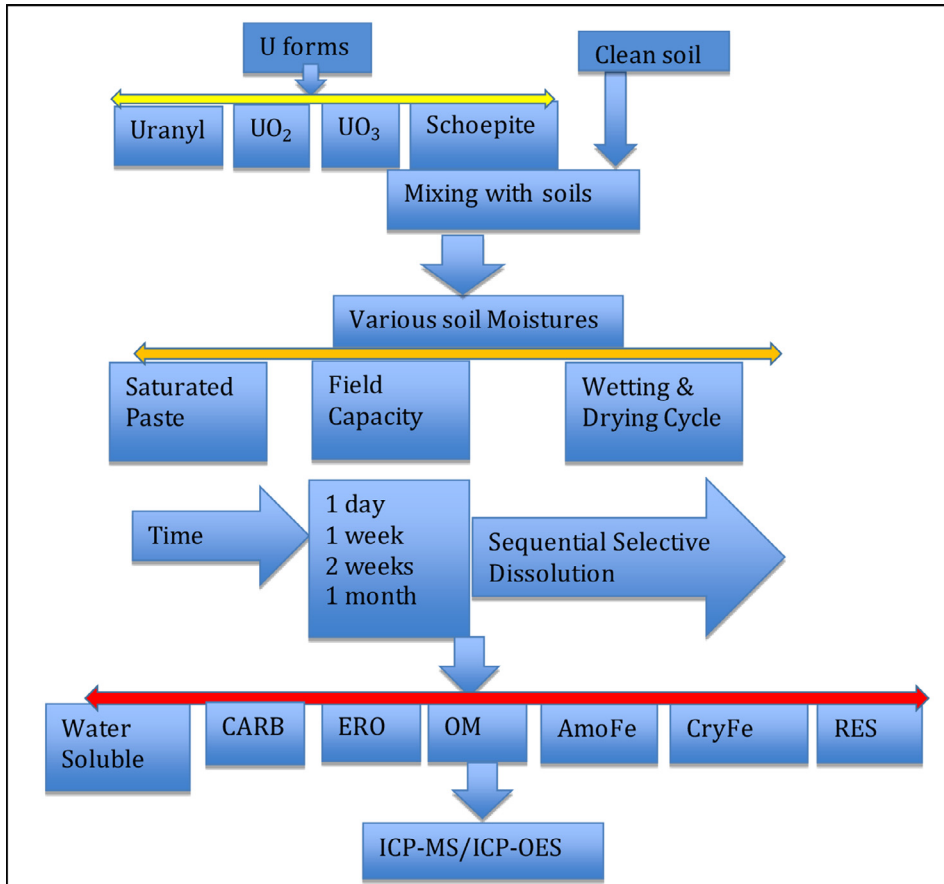 U forms
Clean soil
Uranyl
UO₂
UO₃
Schoepite
Mixing with soils
Various soil Moistures
Saturated
Paste
Field
Capacity
Wetting &
Drying Cycle
Time
1 day
1 week
2 weeks
1 month
Sequential Selective
Dissolution
Water
Soluble
CARB
ERO
OM
AmoFe
CryFe
RES
ICP-MS/ICP-OES